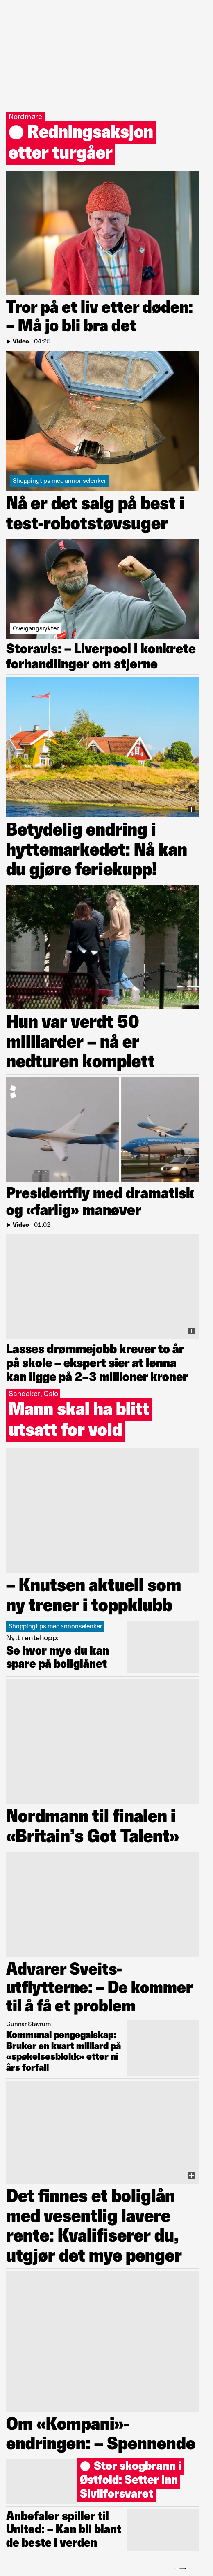 Nordmøre
Redningsaksjon
etter turgåer
Tror på et liv etter døden:
– Må jo bli bra det
Video | 04:25
Shoppingtips med annonselenker
Nå er det salg på best i
test-robotstøvsuger
Overgangsrykter
Storavis: – Liverpool i konkrete
forhandlinger om stjerne
Betydelig endring i
hyttemarkedet: Nå kan
du gjøre feriekupp!
Hun var verdt 50
milliarder – nå er
nedturen komplett
Presidentfly med dramatisk
og «farlig» manøver
Video | 01:02
Lasses drømmejobb krever to år
på skole – ekspert sier at lønna
kan ligge på 2–3 millioner kroner
Sandaker, Oslo
Mann skal ha blitt
utsatt for vold
– Knutsen aktuell som
ny trener i toppklubb
Shoppingtips med annonselenker
Nytt rentehopp:
Se hvor mye du kan
spare på boliglånet
Nordmann til finalen i
«Britain’s Got Talent»
Advarer Sveits-
utflytterne: – De kommer
til å få et problem
Gunnar Stavrum
Kommunal pengegalskap:
Bruker en kvart milliard på
«spøkelsesblokk» etter ni
års forfall
Det finnes et boliglån
med vesentlig lavere
rente: Kvalifiserer du,
utgjør det mye penger
Om «Kompani»-
endringen: – Spennende
Stor skogbrann i
Østfold: Setter inn
Sivilforsvaret
Anbefaler spiller til
United: – Kan bli blant
de beste i verden